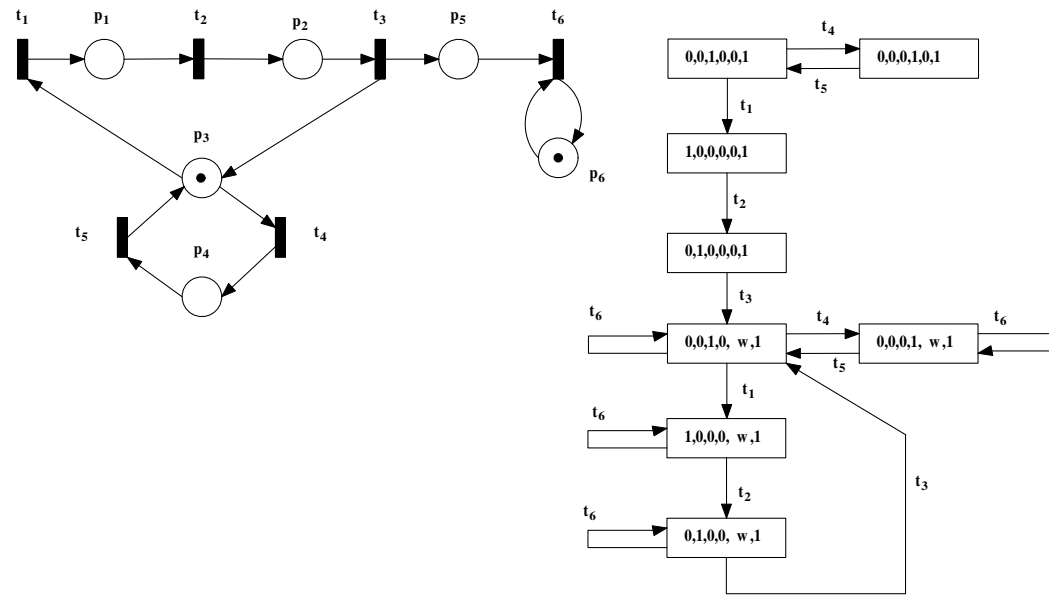 t1 p1 t2 p2 t3 p5 t6
p3
p6
t5 t4
p4
t4
0,0,1,0,0,1 0,0,0,1,0,1
t5
t1
1,0,0,0,0,1
t2
0,1,0,0,0,1
t3
t6 t4 t6
0,0,1,0, w,1 0,0,0,1, w,1
t5
t1
t6
1,0,0,0, w,1
t3
t2
t6
0,1,0,0, w,1